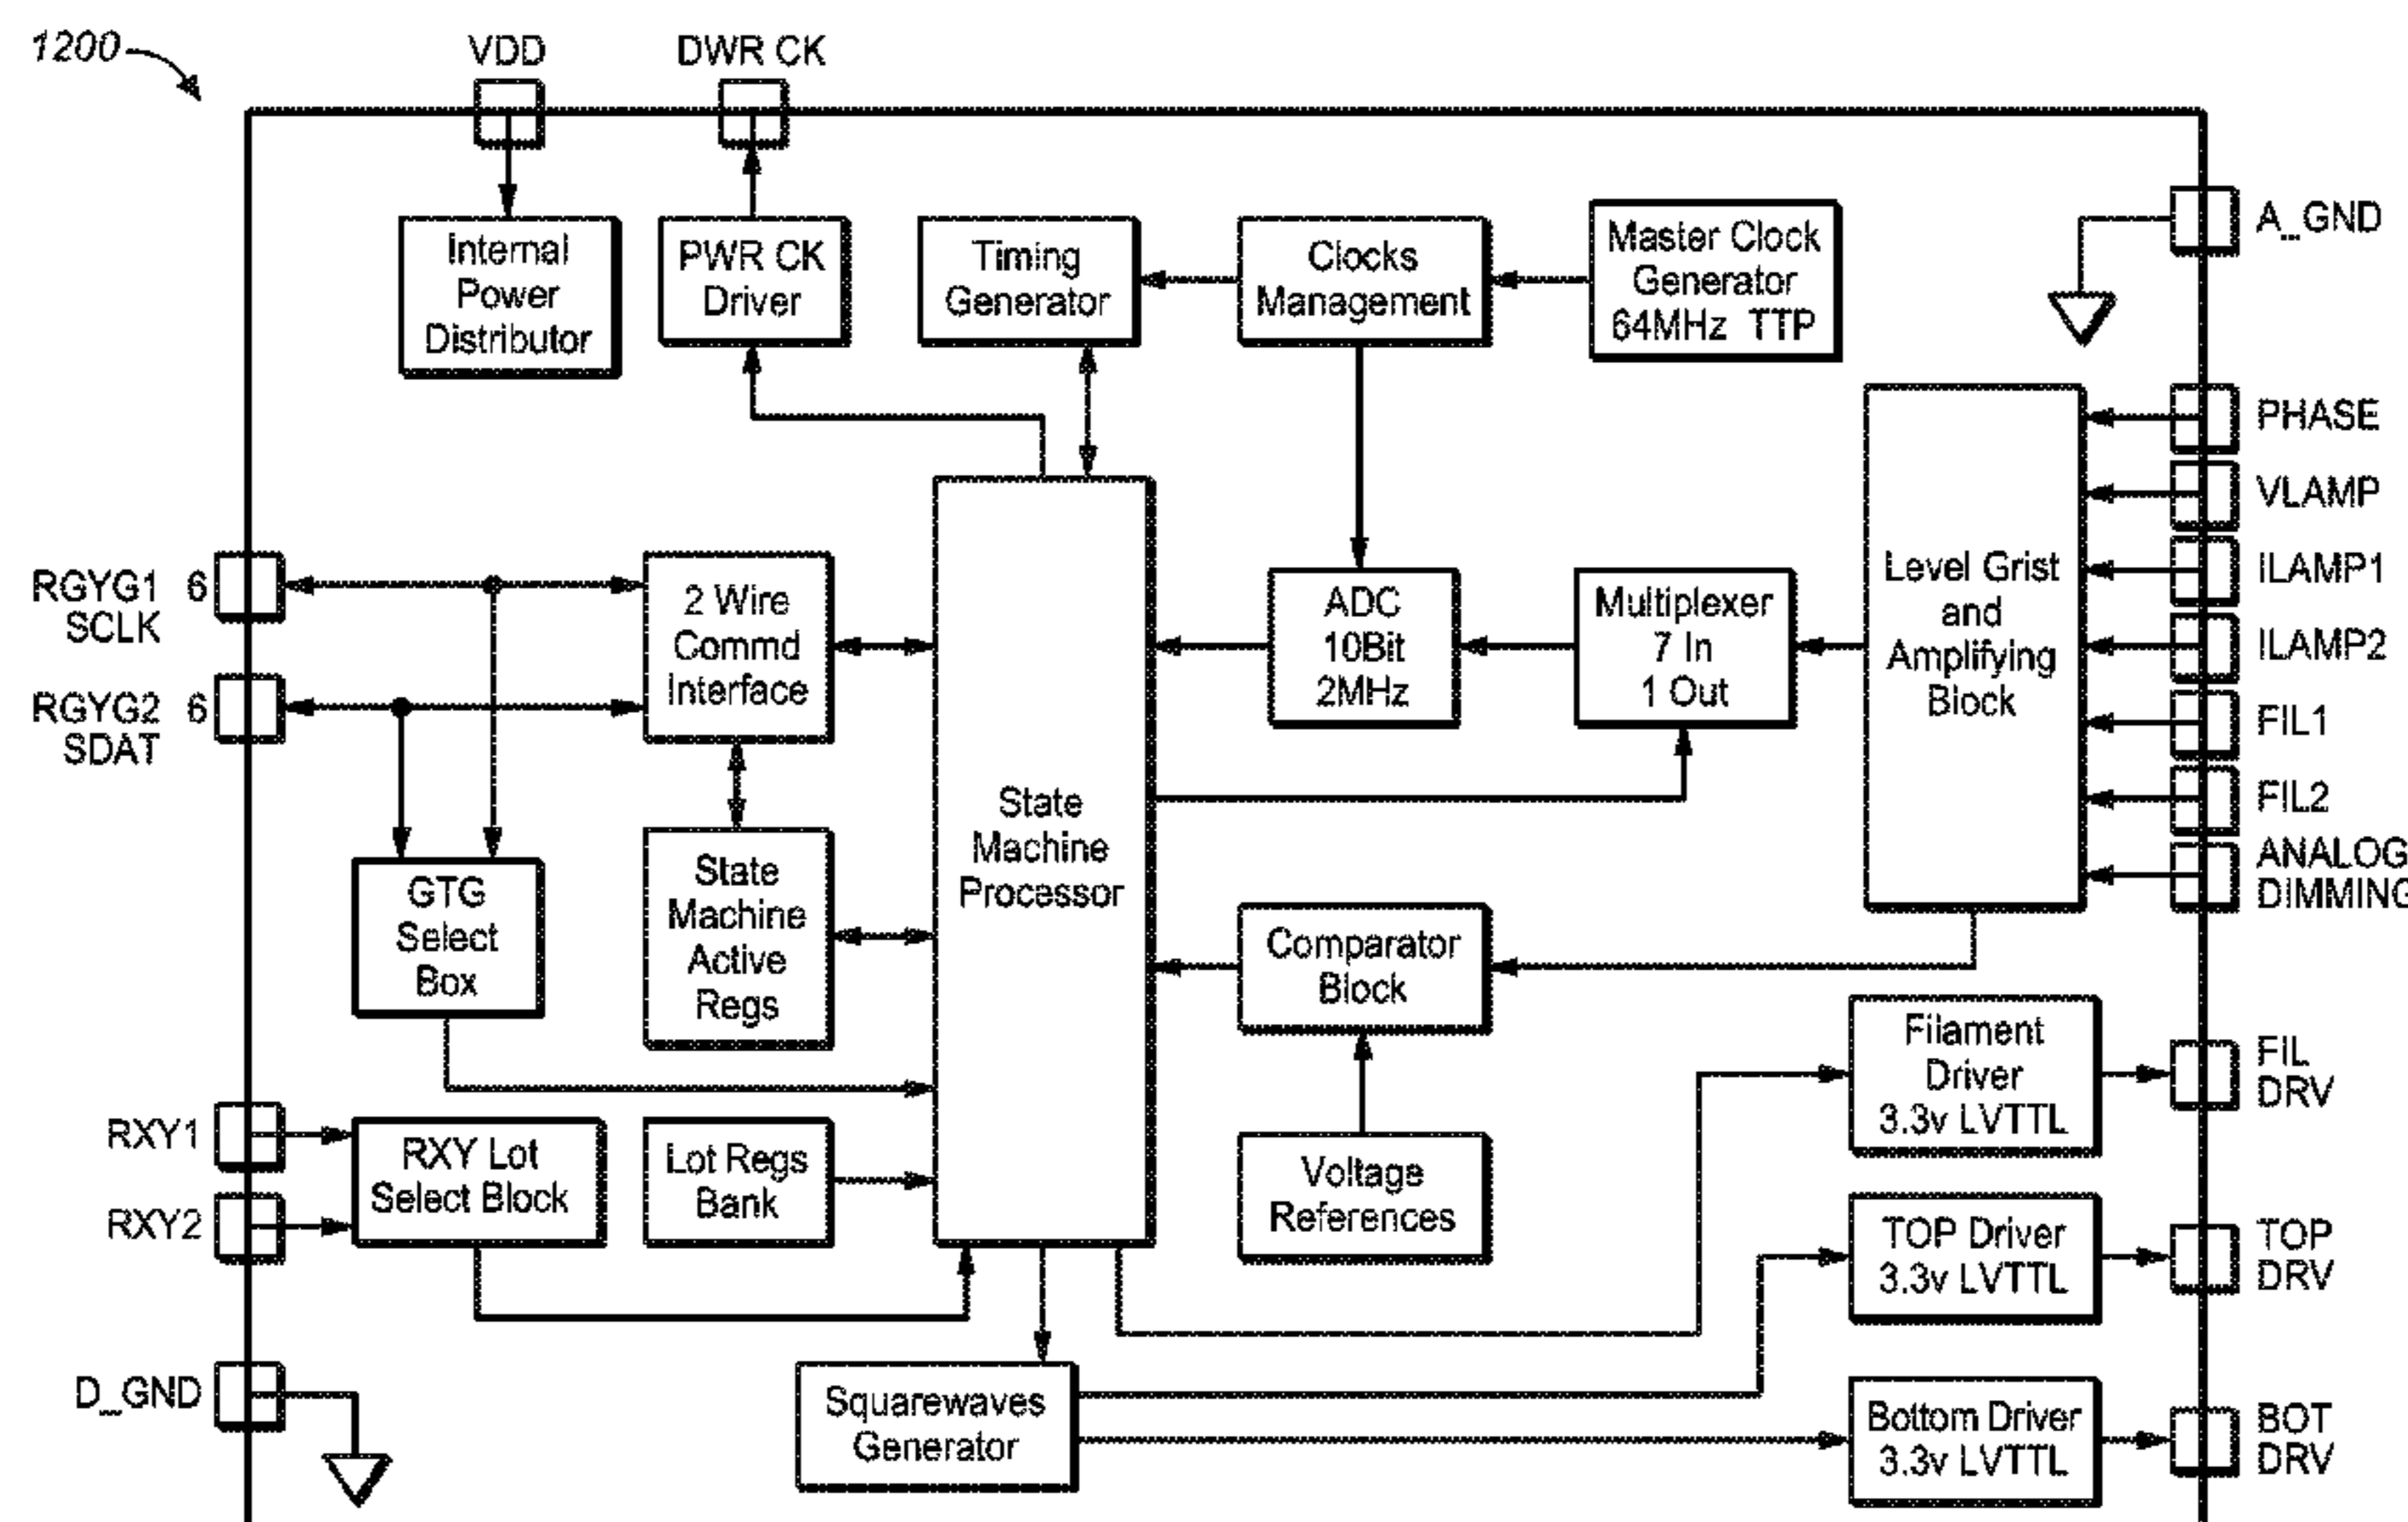 1200
VDD
DWR CK
Internal
Power
Distributor
PWR CK
Driver
Timing
Generator
Clocks
Management
Master Clock
Generator
64MHz TTP
A_GND
PHASE
VLAMP
ILAMP1
ILAMP2
FIL1
FIL2
ANALOG
DIMMING
Level Grist
and
Amplifying
Block
Multiplexer
7 In
1 Out
ADC
10Bit
2MHz
RGYG1 6
SCLK
RGYG2 6
SDAT
2 Wire
Commd
Interface
State
Machine
Processor
GTG
Select
Box
State
Machine
Active
Regs
Comparator
Block
Voltage
References
Filament
Driver
3.3v LVTTL
FIL
DRV
RXY1
RXY2
RXY Lot
Select Block
Lot Regs
Bank
TOP Driver
3.3v LVTTL
TOP
DRV
D_GND
Squarewaves
Generator
Bottom Driver
3.3v LVTTL
BOT
DRV